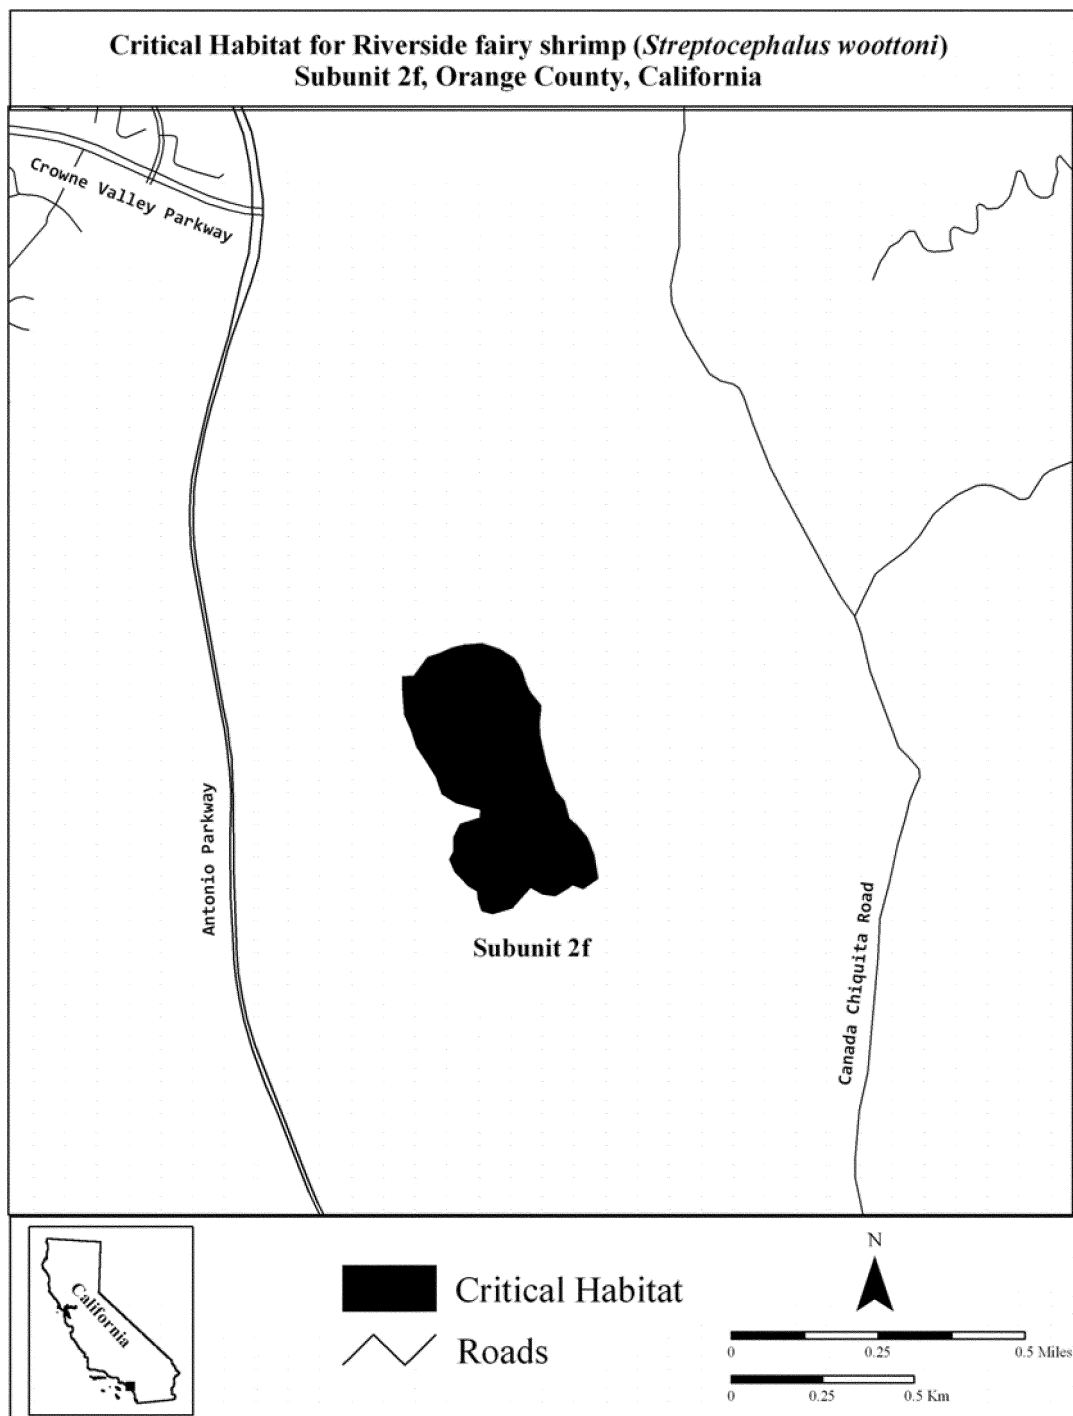 Critical Habitat for Riverside fairy shrimp (Streptocephalus woottoni)
Subunit 2f, Orange County, California
Crowne Valley Parkway
Antonio Parkway
Subunit 2f
Canada Chiquita Road
California
Critical Habitat
Roads
N
0 0.25 0.5 Miles
0 0.25 0.5 Km